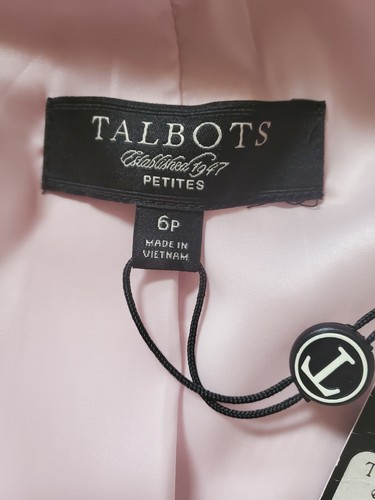 TALBOTS
Established 1947
PETITES
6P
MADE IN
VIETNAM
T
T